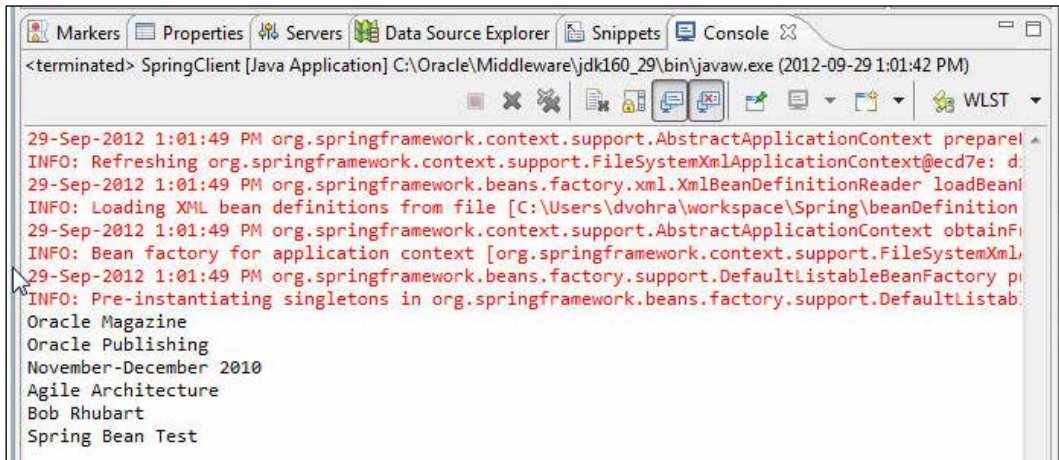 Markers Properties Servers Data Source Explorer Snippets Console
<terminated> SpringClient [Java Application] C:\Oracle\Middleware\jdk160_29\bin\javaw.exe (2012-09-29 1:01:42 PM)
WLST
29-Sep-2012 1:01:49 PM org.springframework.context.support.AbstractApplicationContext prepare
INFO: Refreshing org.springframework.context.support.FileSystemXmlApplicationContext@ecd7e: di
29-Sep-2012 1:01:49 PM org.springframework.beans.factory.xml.XmlBeanDefinitionReader loadBean
INFO: Loading XML bean definitions from file [C:\Users\dvohra\workspace\Spring\beanDefinition
29-Sep-2012 1:01:49 PM org.springframework.context.support.AbstractApplicationContext obtainF
INFO: Bean factory for application context [org.springframework.context.support.FileSystemXml
29-Sep-2012 1:01:49 PM org.springframework.beans.factory.support.DefaultListableBeanFactory p
INFO: Pre-instantiating singletons in org.springframework.beans.factory.support.DefaultListab
Oracle Magazine
Oracle Publishing
November-December 2010
Agile Architecture
Bob Rhubart
Spring Bean Test